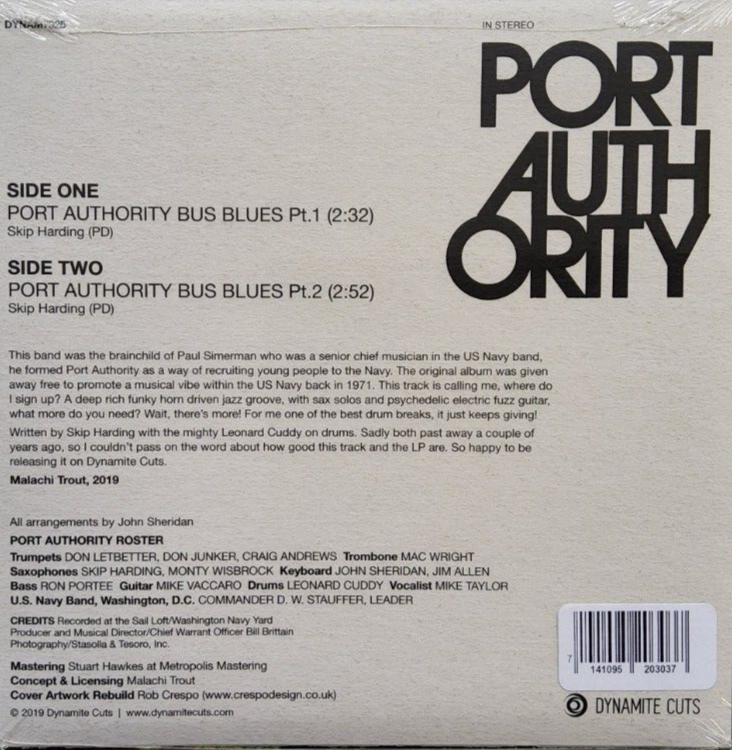 DYNAM7025
IN STEREO
PORT
AUTH
ORITY
SIDE ONE
PORT AUTHORITY BUS BLUES Pt.1 (2:32)
Skip Harding (PD)
SIDE TWO
PORT AUTHORITY BUS BLUES Pt.2 (2:52)
Skip Harding (PD)
This band was the brainchild of Paul Simerman who was a senior chief musician in the US Navy band,
he formed Port Authority as a way of recruiting young people to the Navy. The original album was given
away free to promote a musical vibe within the US Navy back in 1971. This track is calling me, where do
I sign up? A deep rich funky horn driven jazz groove, with sax solos and psychedelic electric fuzz guitar,
what more do you need? Wait, there's more! For me one of the best drum breaks, it just keeps giving!
Written by Skip Harding with the mighty Leonard Cuddy on drums. Sadly both past away a couple of
years ago, so I couldn't pass on the word about how good this track and the LP are. So happy to be
releasing it on Dynamite Cuts.
Malachi Trout, 2019
All arrangements by John Sheridan
PORT AUTHORITY ROSTER
Trumpets DON LETBETTER, DON JUNKER, CRAIG ANDREWS Trombone MAC WRIGHT
Saxophones SKIP HARDING, MONTY WISBROCK Keyboard JOHN SHERIDAN, JIM ALLEN
Bass RON PORTEE Guitar MIKE VACCARO Drums LEONARD CUDDY Vocalist MIKE TAYLOR
U.S. Navy Band, Washington, D.C. COMMANDER D. W. STAUFFER, LEADER
CREDITS Recorded at the Sail Loft/Washington Navy Yard
Producer and Musical Director/Chief Warrant Officer Bill Brittain
Photography/Stasolla & Tesoro, Inc.
Mastering Stuart Hawkes at Metropolis Mastering
Concept & Licensing Malachi Trout
Cover Artwork Rebuild Rob Crespo (www.crespodesign.co.uk)
© 2019 Dynamite Cuts | www.dynamitecuts.com
7 141095 203037
DYNAMITE CUTS